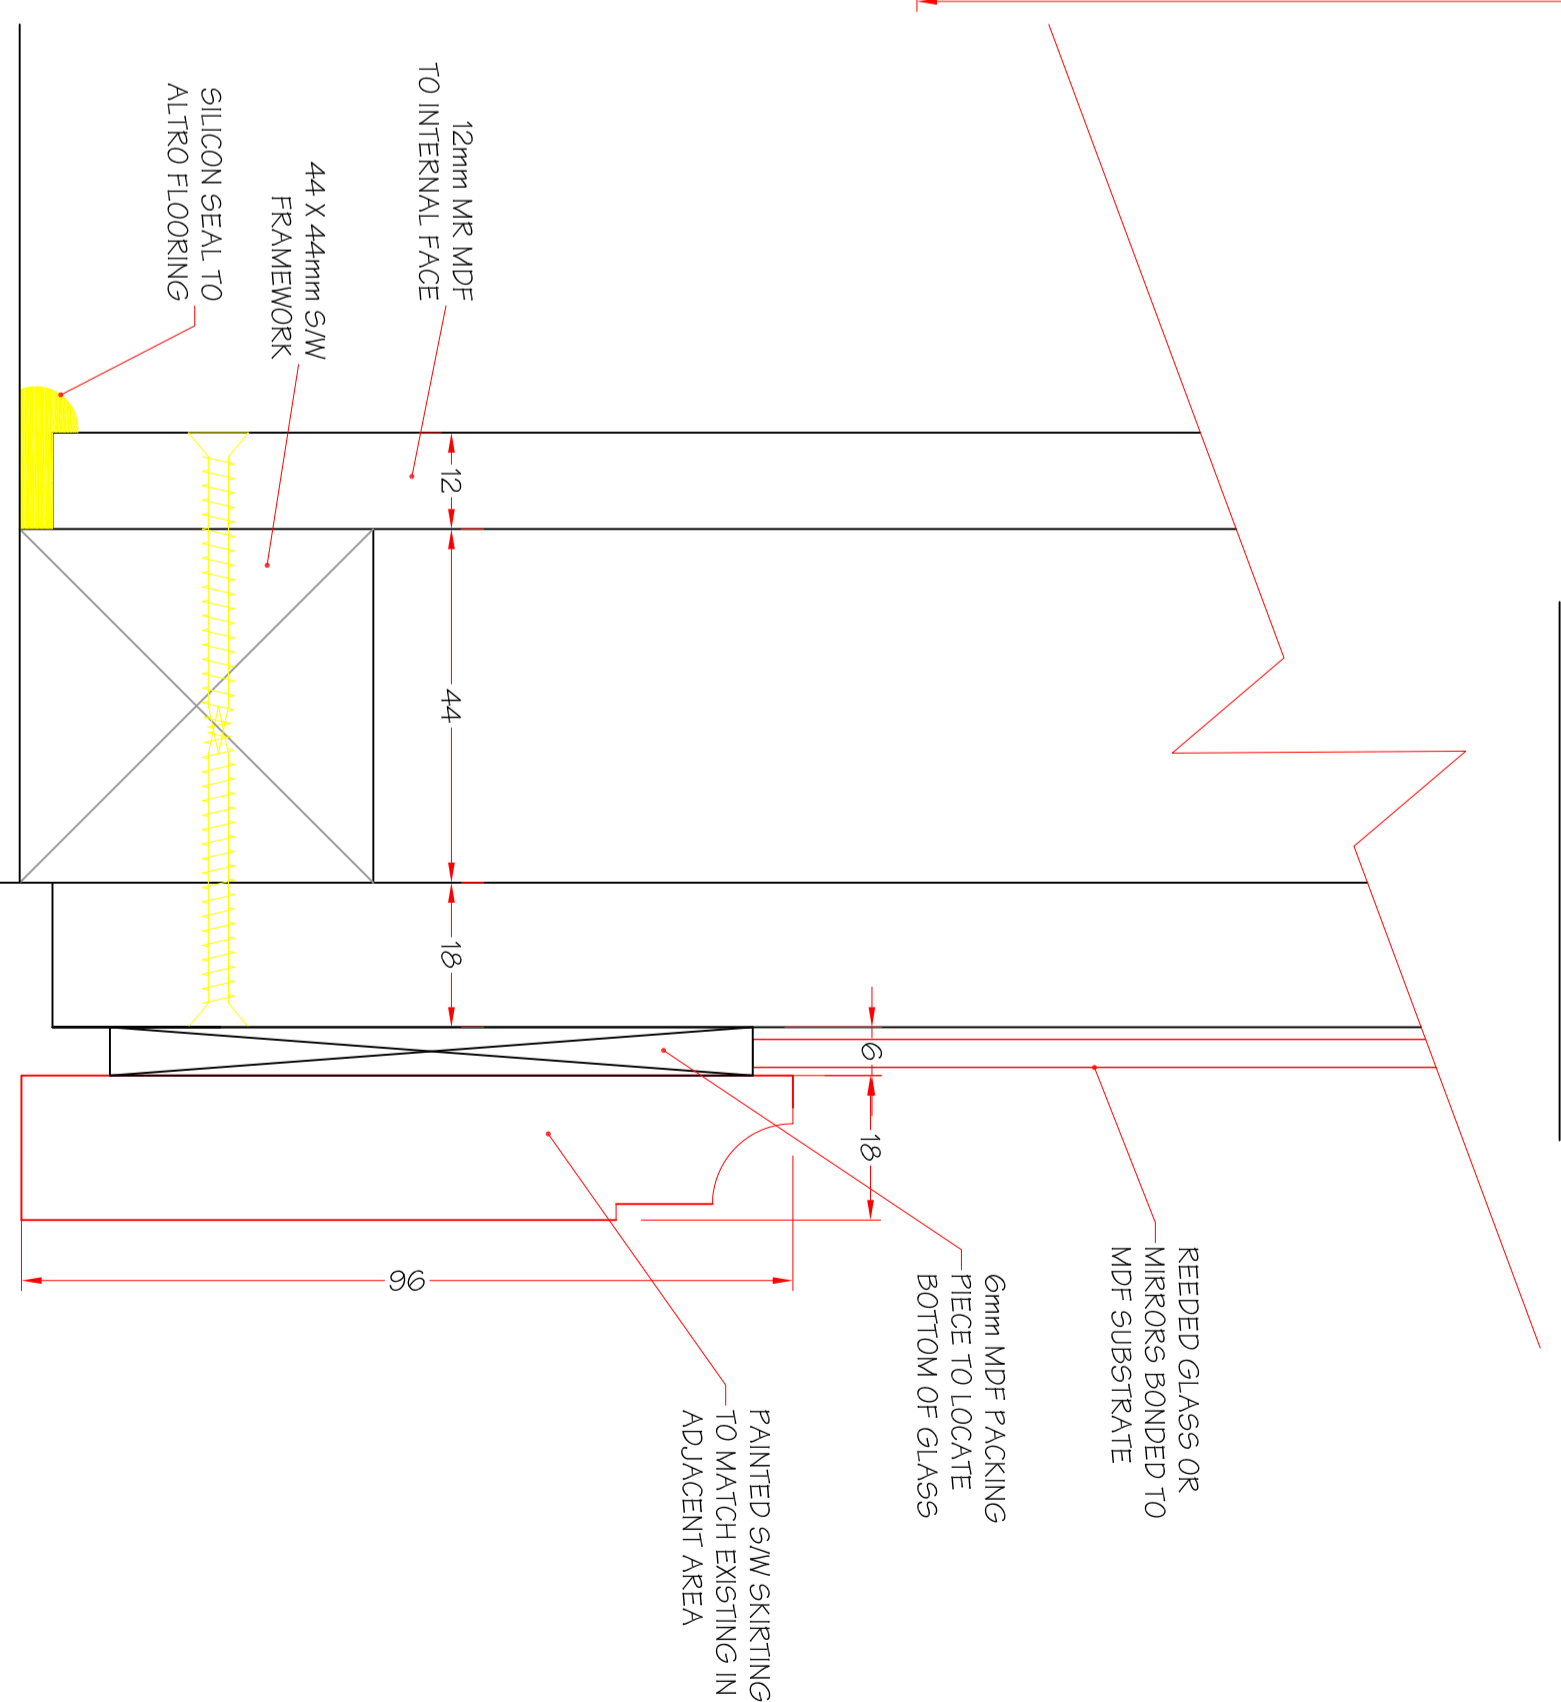 SILICON SEAL TO
ALTRO FLOORING
44 X 44mm S/W
FRAMEWORK
12mm MR MDF
TO INTERNAL FACE
12
44
18
6
18
96
REEDED GLASS OR
MIRRORS BONDED TO
MDF SUBSTRATE
6mm MDF PACKING
PIECE TO LOCATE
BOTTOM OF GLASS
PAINTED S/W SKIRTING
TO MATCH EXISTING IN
ADJACENT AREA